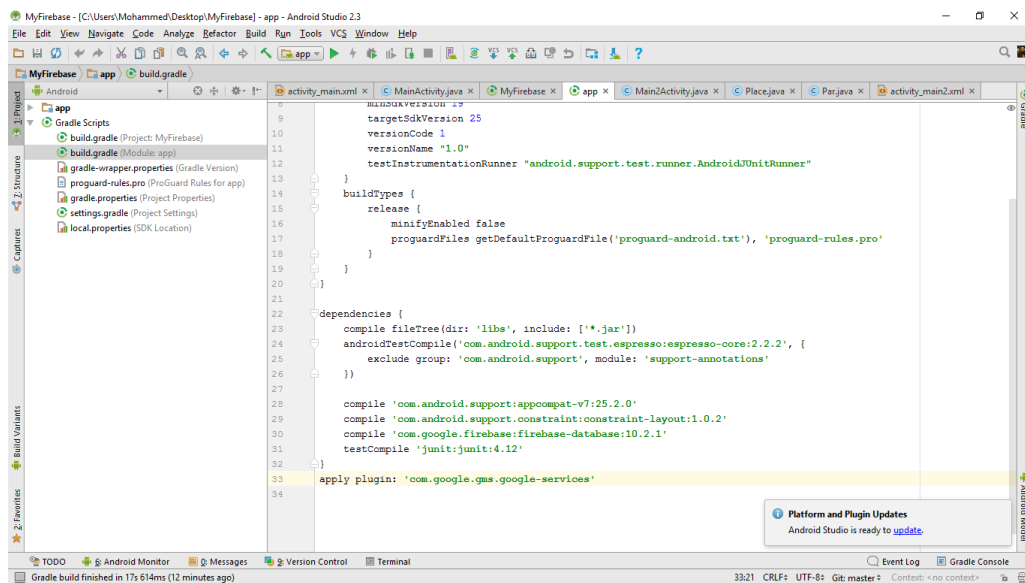 MyFirebase - [C:\Users\Mohammed\Desktop\MyFirebase] - app - Android Studio 2.3
File Edit View Navigate Code Analyze Refactor Build Run Tools VCS Window Help
app
VCS VCS
MyFirebase app build.gradle
Android
activity_main.xml MainActivity.java MyFirebase app Main2Activity.java Place.java Par.java activity_main2.xml
1: Project
Z: Structure
Captures
Build Variants
2: Favorites
app
Gradle Scripts
build.gradle (Project: MyFirebase)
build.gradle (Module: app)
gradle-wrapper.properties (Gradle Version)
proguard-rules.pro (ProGuard Rules for app)
gradle.properties (Project Properties)
settings.gradle (Project Settings)
local.properties (SDK Location)
8 minSdkVersion 19
9 targetSdkVersion 25
10 versionCode 1
11 versionName "1.0"
12 testInstrumentationRunner "android.support.test.runner.AndroidJUnitRunner"
13 }
14 buildTypes {
15 release {
16 minifyEnabled false
17 proguardFiles getDefaultProguardFile('proguard-android.txt'), 'proguard-rules.pro'
18 }
19 }
20 }
21
22 dependencies {
23 compile fileTree(dir: 'libs', include: ['*.jar'])
24 androidTestCompile('com.android.support.test.espresso:espresso-core:2.2.2', {
25 exclude group: 'com.android.support', module: 'support-annotations'
26 })
27
28 compile 'com.android.support:appcompat-v7:25.2.0'
29 compile 'com.android.support.constraint:constraint-layout:1.0.2'
30 compile 'com.google.firebase:firebase-database:10.2.1'
31 testCompile 'junit:junit:4.12'
32 }
33 apply plugin: 'com.google.gms.google-services'
34
Gradle
Android Model
Platform and Plugin Updates
Android Studio is ready to update.
TODO 6: Android Monitor 0: Messages 9: Version Control Terminal Event Log Gradle Console
Gradle build finished in 17s 614ms (12 minutes ago) 33:21 CRLF UTF-8 Git: master Context: <no context>